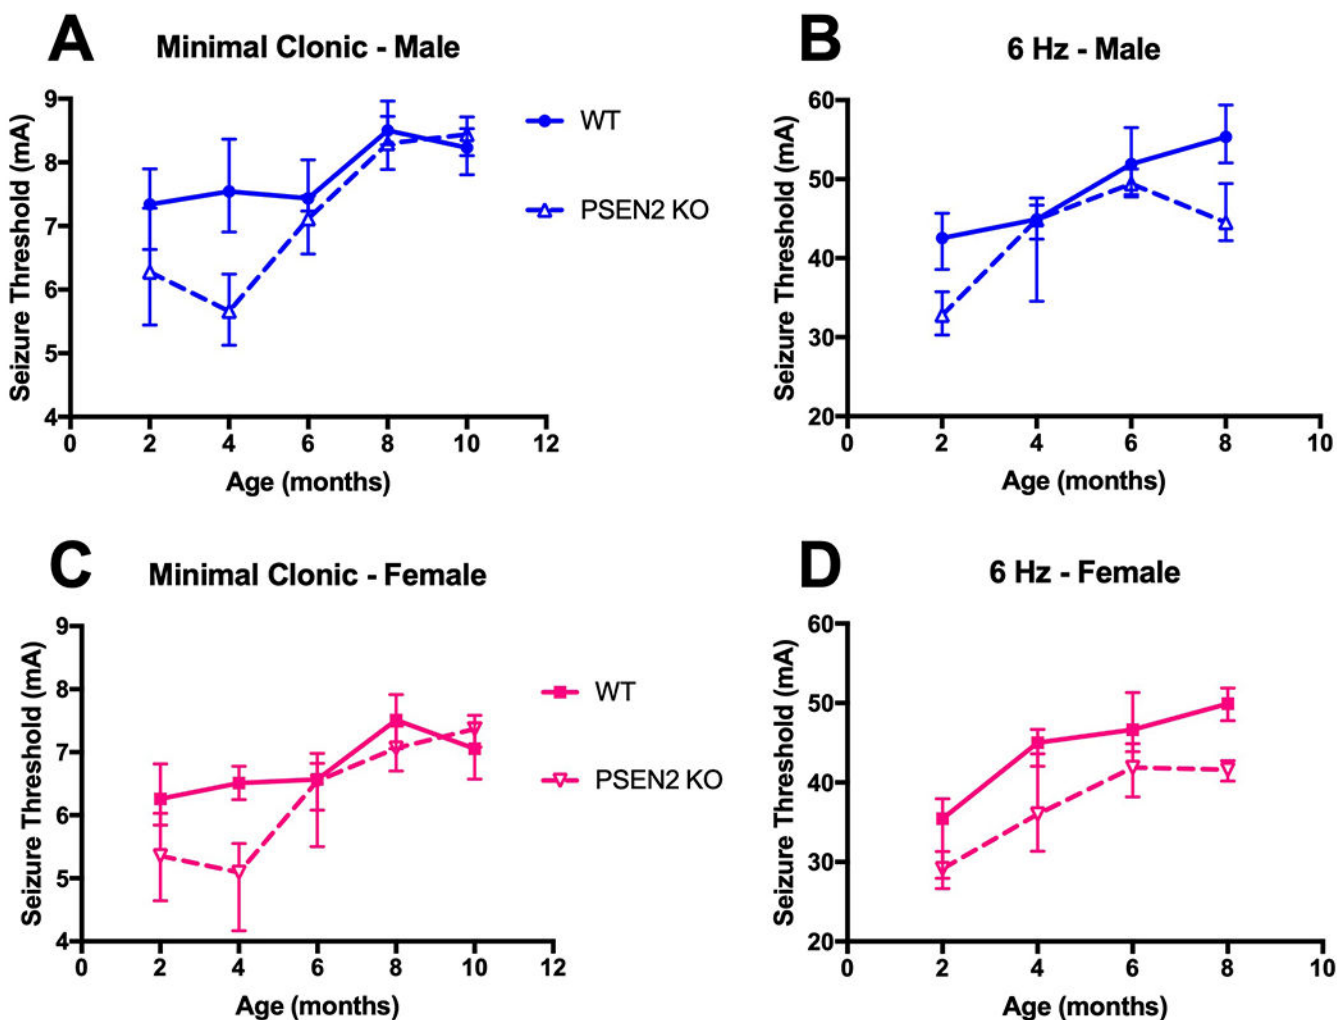 A
Minimal Clonic - Male
Seizure Threshold (mA)
9
8
7
6
5
4
0 2 4 6 8 10 12
Age (months)
WT
PSEN2 KO
B
6 Hz - Male
Seizure Threshold (mA)
60
50
40
30
20
0 2 4 6 8 10
Age (months)
C
Minimal Clonic - Female
Seizure Threshold (mA)
9
8
7
6
5
4
0 2 4 6 8 10 12
Age (months)
WT
PSEN2 KO
D
6 Hz - Female
Seizure Threshold (mA)
60
50
40
30
20
0 2 4 6 8 10
Age (months)